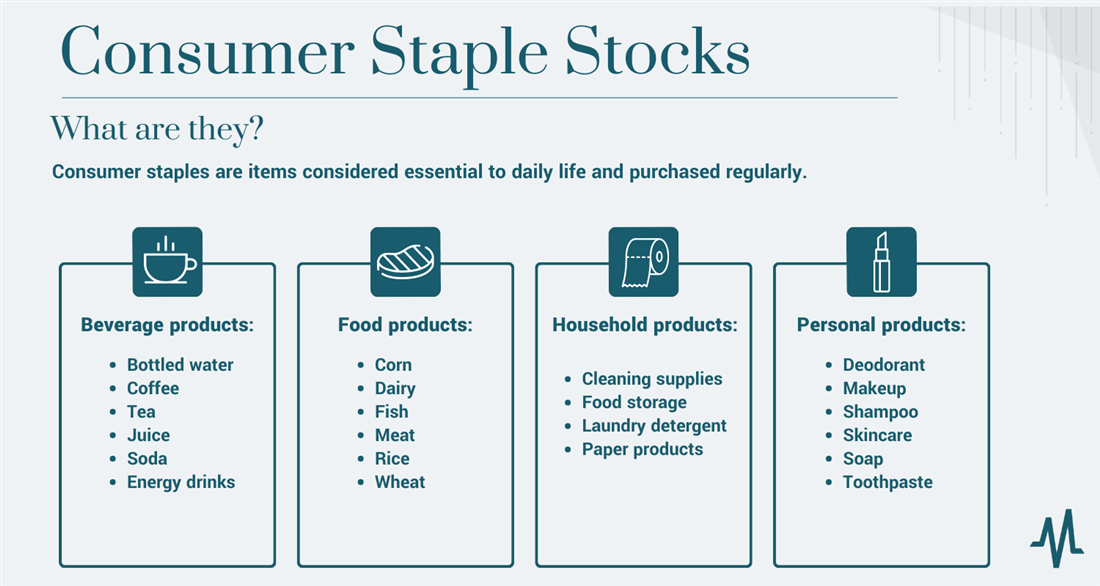 Consumer Staple Stocks
What are they?
Consumer staples are items considered essential to daily life and purchased regularly.
Beverage products:
• Bottled water
• Coffee
• Tea
• Juice
• Soda
• Energy drinks
Food products:
• Corn
• Dairy
• Fish
• Meat
• Rice
• Wheat
Household products:
• Cleaning supplies
• Food storage
• Laundry detergent
• Paper products
Personal products:
• Deodorant
• Makeup
• Shampoo
• Skincare
• Soap
• Toothpaste